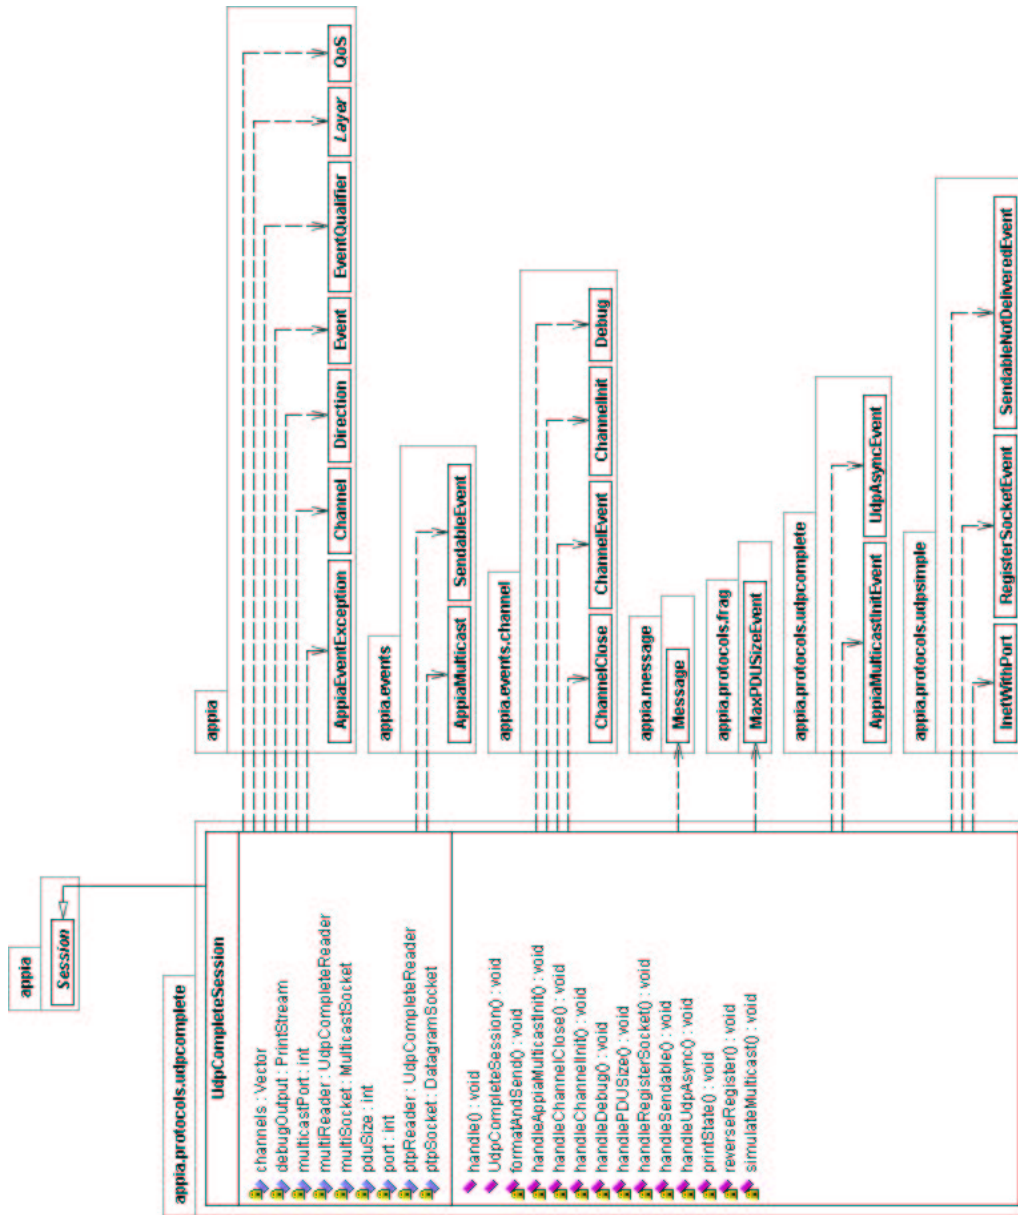 appia
Session
appia.protocols.udpcomplete
UdpCompleteSession
channels : Vector
debugOutput : PrintStream
multicastPort : int
multiReader : UdpCompleteReader
multiSocket : MulticastSocket
pduSize : int
port : int
ptpReader : UdpCompleteReader
ptpSocket : DatagramSocket
handle() : void
UdpCompleteSession() : void
formatAndSend() : void
handleAppiaMulticastInit() : void
handleChannelClose() : void
handleChannelInit() : void
handleDebug() : void
handlePDUSize() : void
handleRegisterSocket() : void
handleSendable() : void
handleUdpAsync() : void
printState() : void
reverseRegister() : void
simulateMulticast() : void
appia
AppiaEventException
Channel
Direction
Event
EventQualifier
Layer
QoS
appia.events
AppiaMulticast
SendableEvent
appia.events.channel
ChannelClose
ChannelEvent
ChannelInit
Debug
appia.message
Message
appia.protocols.frag
MaxPDUSizeEvent
appia.protocols.udpcomplete
AppiaMulticastInitEvent
UdpAsyncEvent
appia.protocols.udpsimple
InetWithPort
RegisterSocketEvent
SendableNotDeliveredEvent